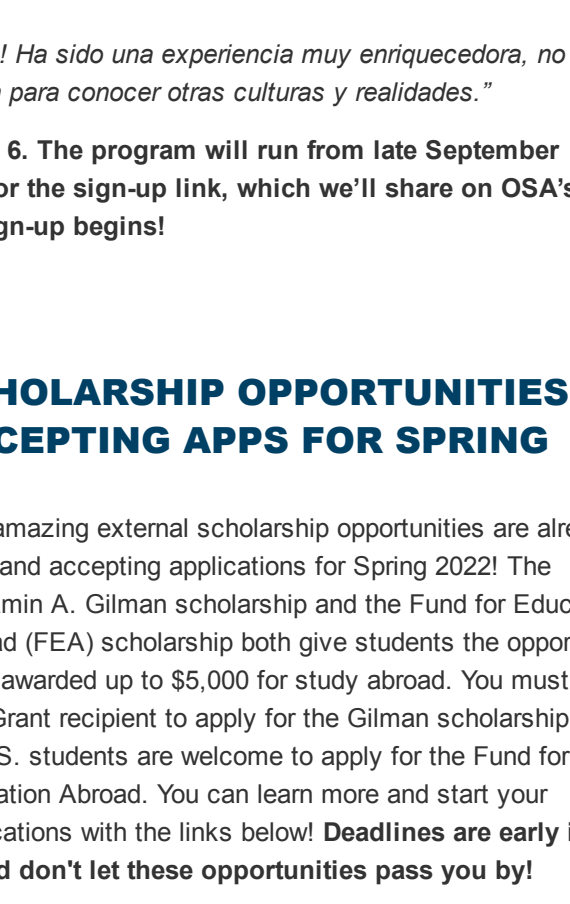 ! Ha sido una experiencia muy enriquecedora, no
para conocer otras culturas y realidades.”
6. The program will run from late September
or the sign-up link, which we’ll share on OSA’s
gn-up begins!
HOLARSHIP OPPORTUNITIES
CEPTING APPS FOR SPRING
amazing external scholarship opportunities are alre
and accepting applications for Spring 2022! The
min A. Gilman scholarship and the Fund for Educ
d (FEA) scholarship both give students the oppor
awarded up to $5,000 for study abroad. You must
Grant recipient to apply for the Gilman scholarship
S. students are welcome to apply for the Fund for
ation Abroad. You can learn more and start your
cations with the links below! Deadlines are early i
d don't let these opportunities pass you by!